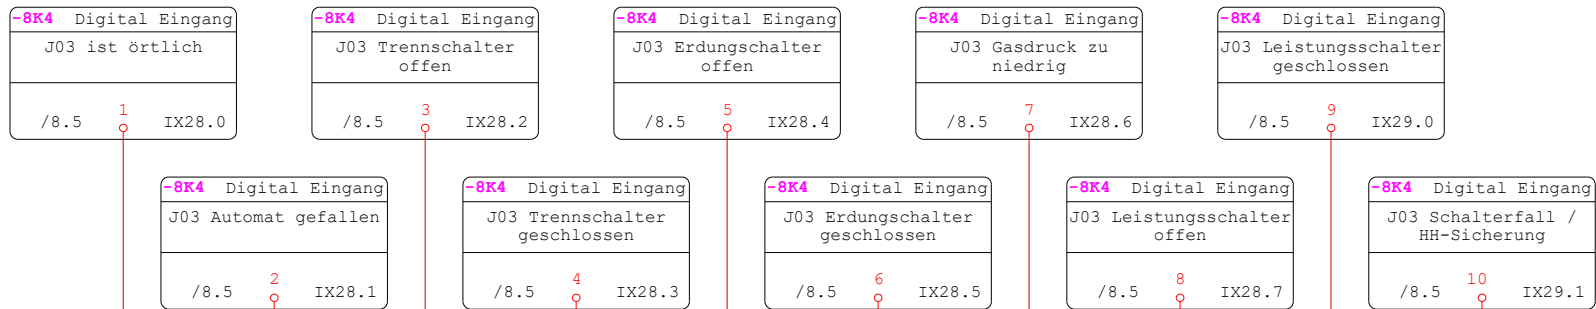 -8K4 Digital Eingang
J03 ist örtlich
1
/8.5 IX28.0
-8K4 Digital Eingang
J03 Trennschalter
offen
3
/8.5 IX28.2
-8K4 Digital Eingang
J03 Erdungschalter
offen
5
/8.5 IX28.4
-8K4 Digital Eingang
J03 Gasdruck zu
niedrig
7
/8.5 IX28.6
-8K4 Digital Eingang
J03 Leistungsschalter
geschlossen
9
/8.5 IX29.0
-8K4 Digital Eingang
J03 Automat gefallen
2
/8.5 IX28.1
-8K4 Digital Eingang
J03 Trennschalter
geschlossen
4
/8.5 IX28.3
-8K4 Digital Eingang
J03 Erdungschalter
geschlossen
6
/8.5 IX28.5
-8K4 Digital Eingang
J03 Leistungsschalter
offen
8
/8.5 IX28.7
-8K4 Digital Eingang
J03 Schalterfall /
HH-Sicherung
10
/8.5 IX29.1